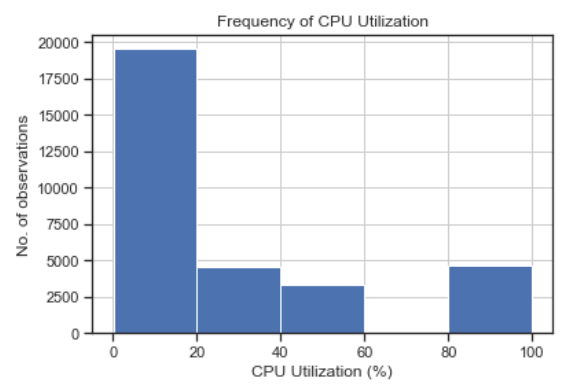 Frequency of CPU Utilization
20000
17500
15000
12500
10000
7500
5000
2500
0
No. of observations
0 20 40 60 80 100
CPU Utilization (%)